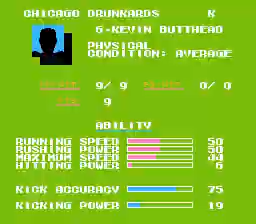 CHICAGO DRUNKARDS K
6-KEVIN BUTTHEAD
PHYSICAL
CONDITION: AVERAGE
9/ 9 0/ 0
9
ABILITY
RUNNING SPEED 50
RUSHING POWER 50
MAXIMUM SPEED 44
HITTING POWER 6
KICK ACCURACY 75
KICKING POWER 19